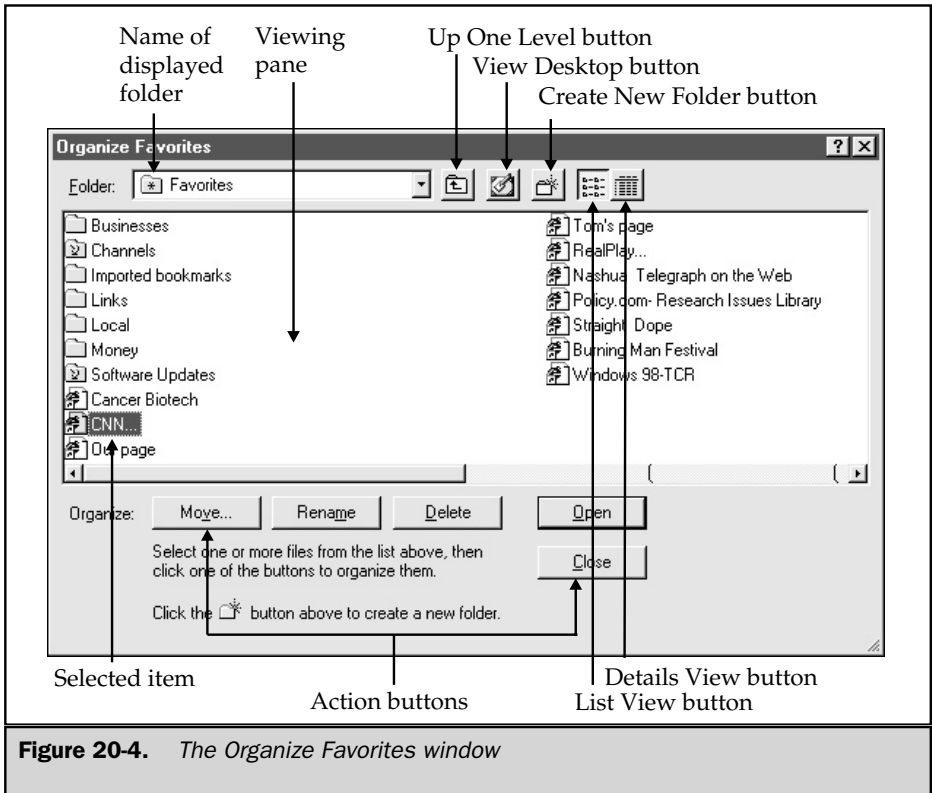 Name of displayed folder
Viewing pane
Up One Level button
View Desktop button
Create New Folder button
Organize Favorites
Folder: Favorites
Businesses
Channels
Imported bookmarks
Links
Local
Money
Software Updates
Cancer Biotech
CNN...
Our page
Tom's page
RealPlay...
Nashua Telegraph on the Web
Policy.com- Research Issues Library
Straight Dope
Burning Man Festival
Windows 98-TCR
Organize: Move... Rename Delete Open
Select one or more files from the list above, then
click one of the buttons to organize them.
Close
Click the button above to create a new folder.
Selected item
Action buttons
Details View button
List View button
Figure 20-4. The Organize Favorites window